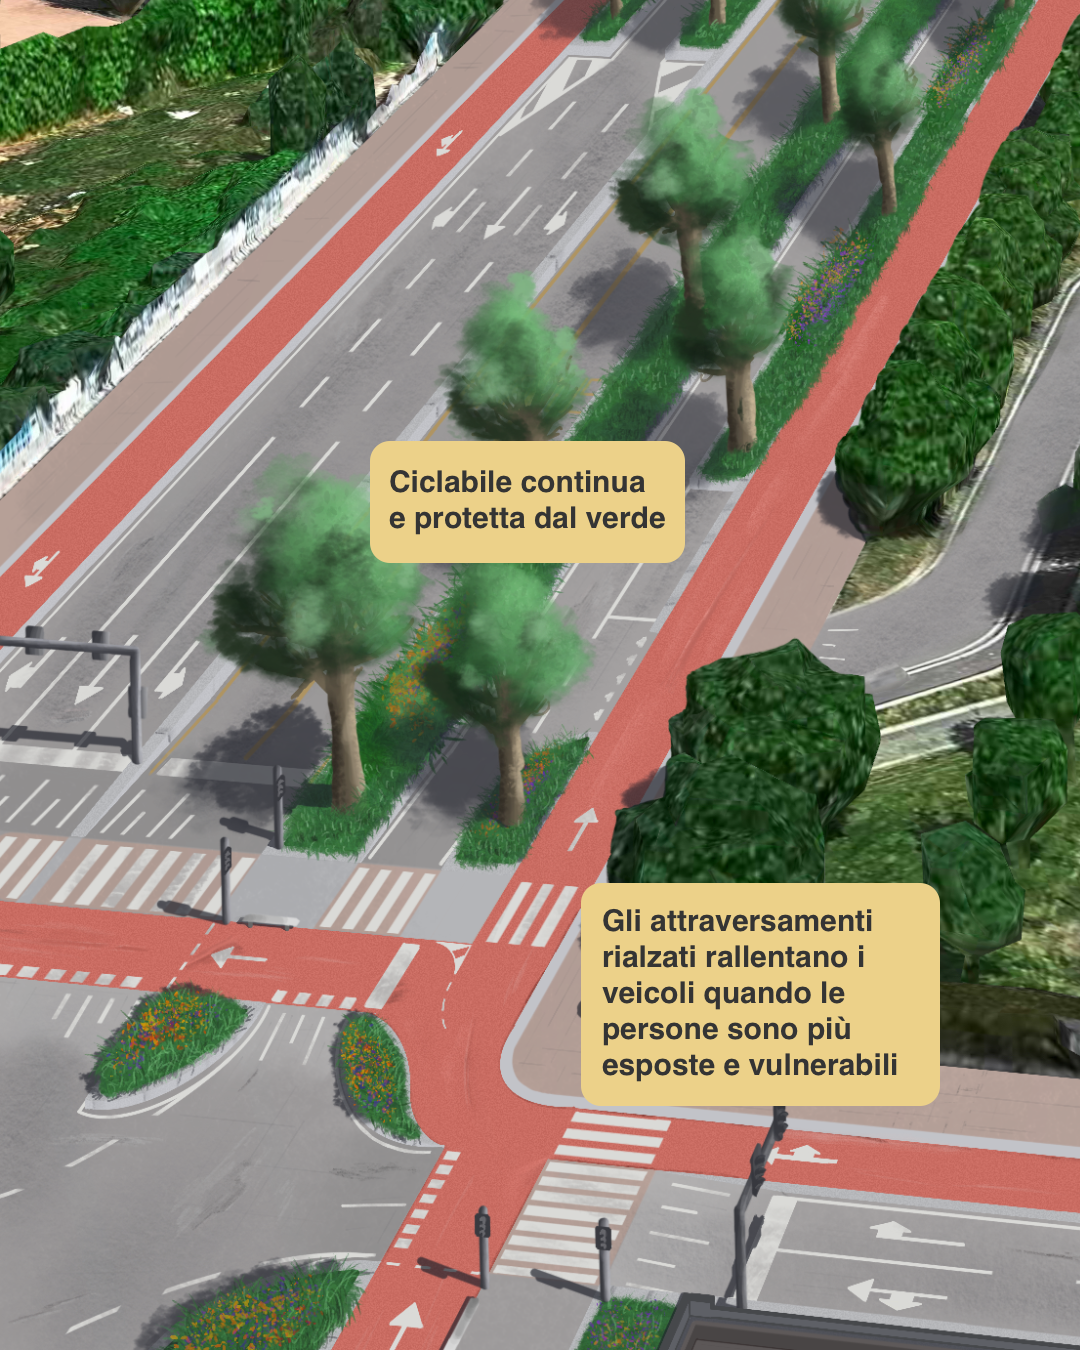 Ciclabile continua
e protetta dal verde
Gli attraversamenti
rialzati rallentano i
veicoli quando le
persone sono più
esposte e vulnerabili